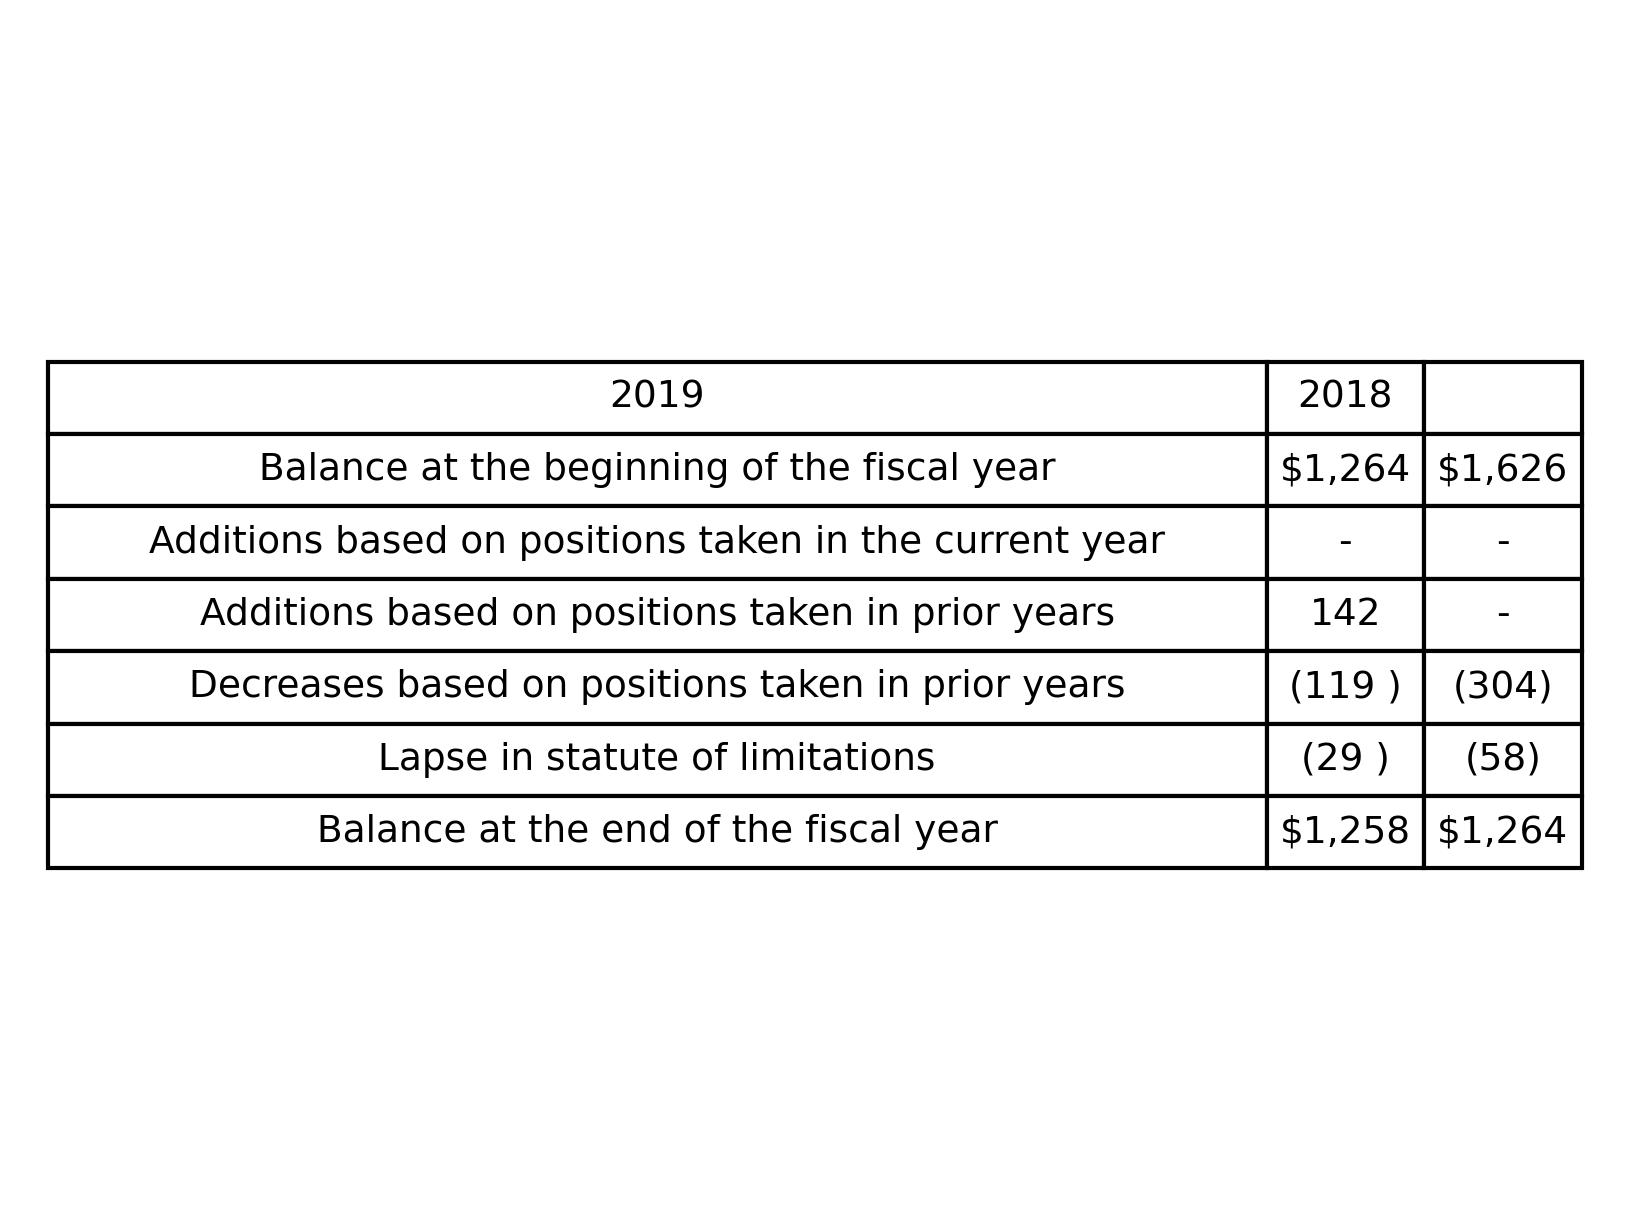 2019 2018
Balance at the beginning of the fiscal year $1,264 $1,626
Additions based on positions taken in the current year - -
Additions based on positions taken in prior years 142 -
Decreases based on positions taken in prior years (119 ) (304)
Lapse in statute of limitations (29 ) (58)
Balance at the end of the fiscal year $1,258 $1,264